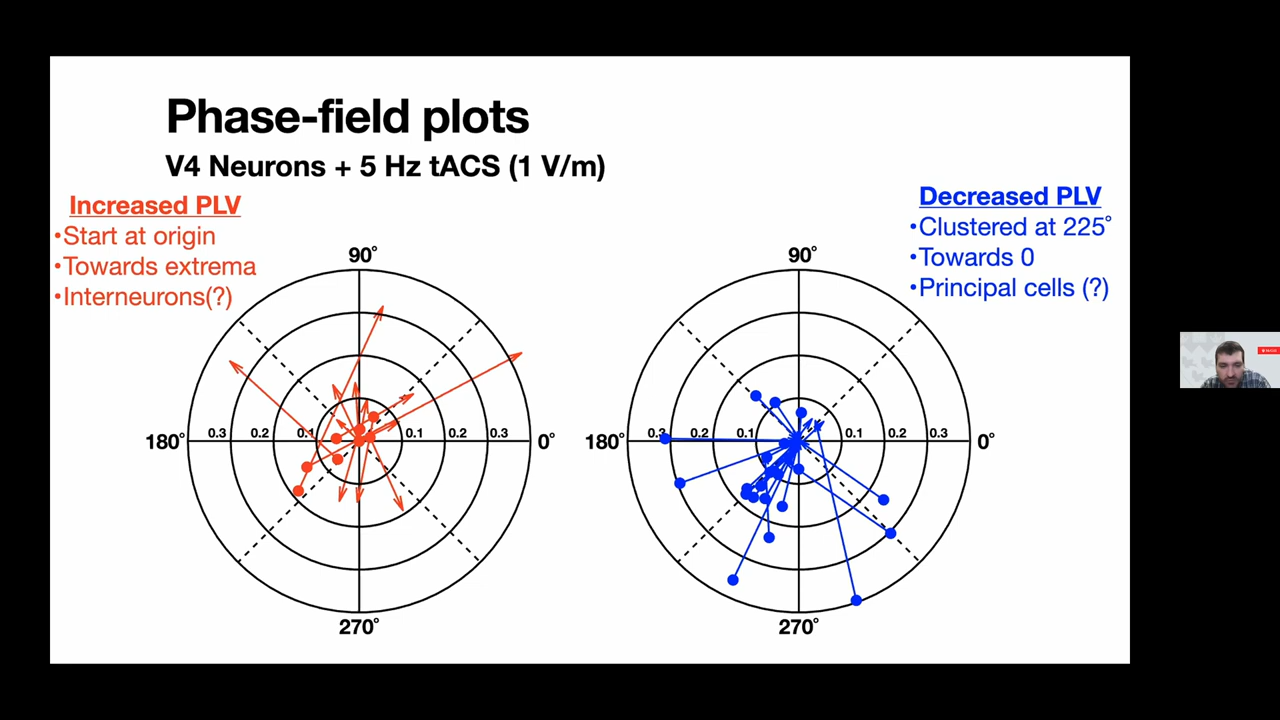 Phase-field plots
V4 Neurons + 5 Hz tACS (1 V/m)
Increased PLV
•Start at origin
•Towards extrema
•Interneurons(?)
Decreased PLV
•Clustered at 225°
•Towards 0
•Principal cells (?)
90°
180°
0.3 0.2 0.1 0.1 0.2 0.3
0°
270°
90°
180°
0.3 0.2 0.1 0.1 0.2 0.3
0°
270°